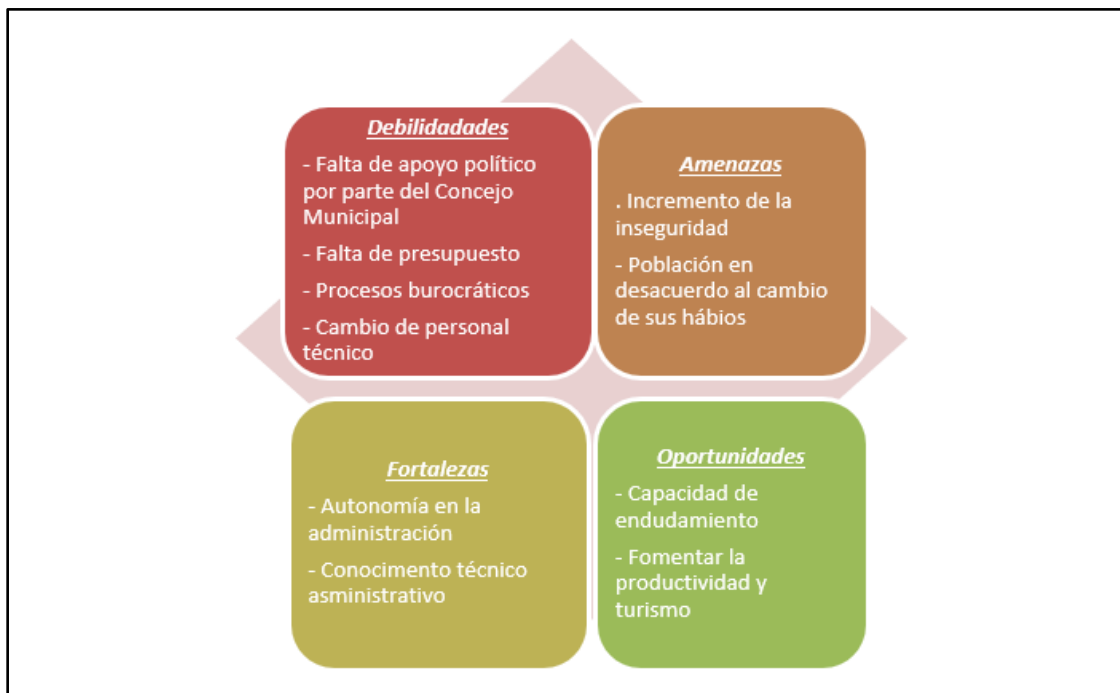 Debilidadades
- Falta de apoyo político
por parte del Concejo
Municipal
- Falta de presupuesto
- Procesos burocráticos
- Cambio de personal
técnico
Amenazas
. Incremento de la
inseguridad
- Población en
desacuerdo al cambio
de sus hábios
Fortalezas
- Autonomía en la
administración
- Conocimento técnico
asministrativo
Oportunidades
- Capacidad de
endudamiento
- Fomentar la
productividad y
turismo